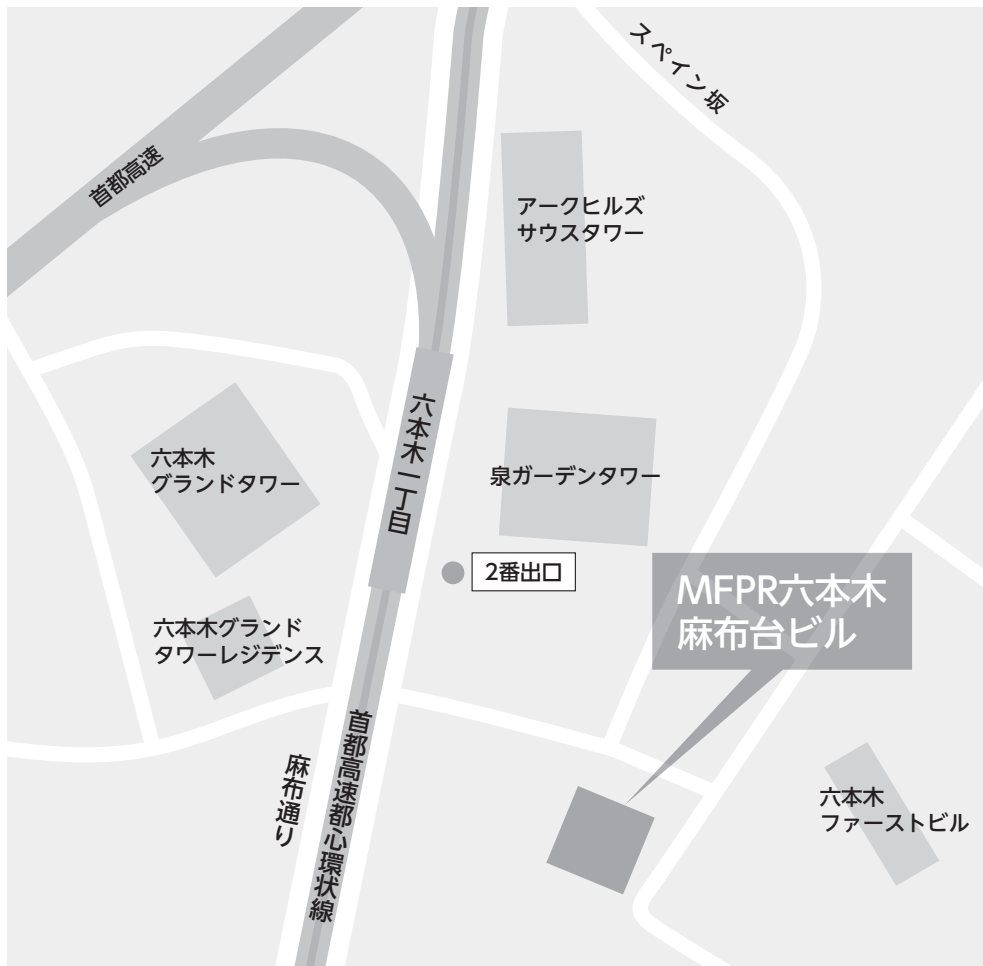 スペイン坂
首都高速
アークヒルズ
サウスタワー
六本木一丁目
六本木
グランドタワー
泉ガーデンタワー
2番出口
MFPR六本木
麻布台ビル
六本木グランド
タワーレジデンス
首都高速都心環状線
麻布通り
六本木
ファーストビル